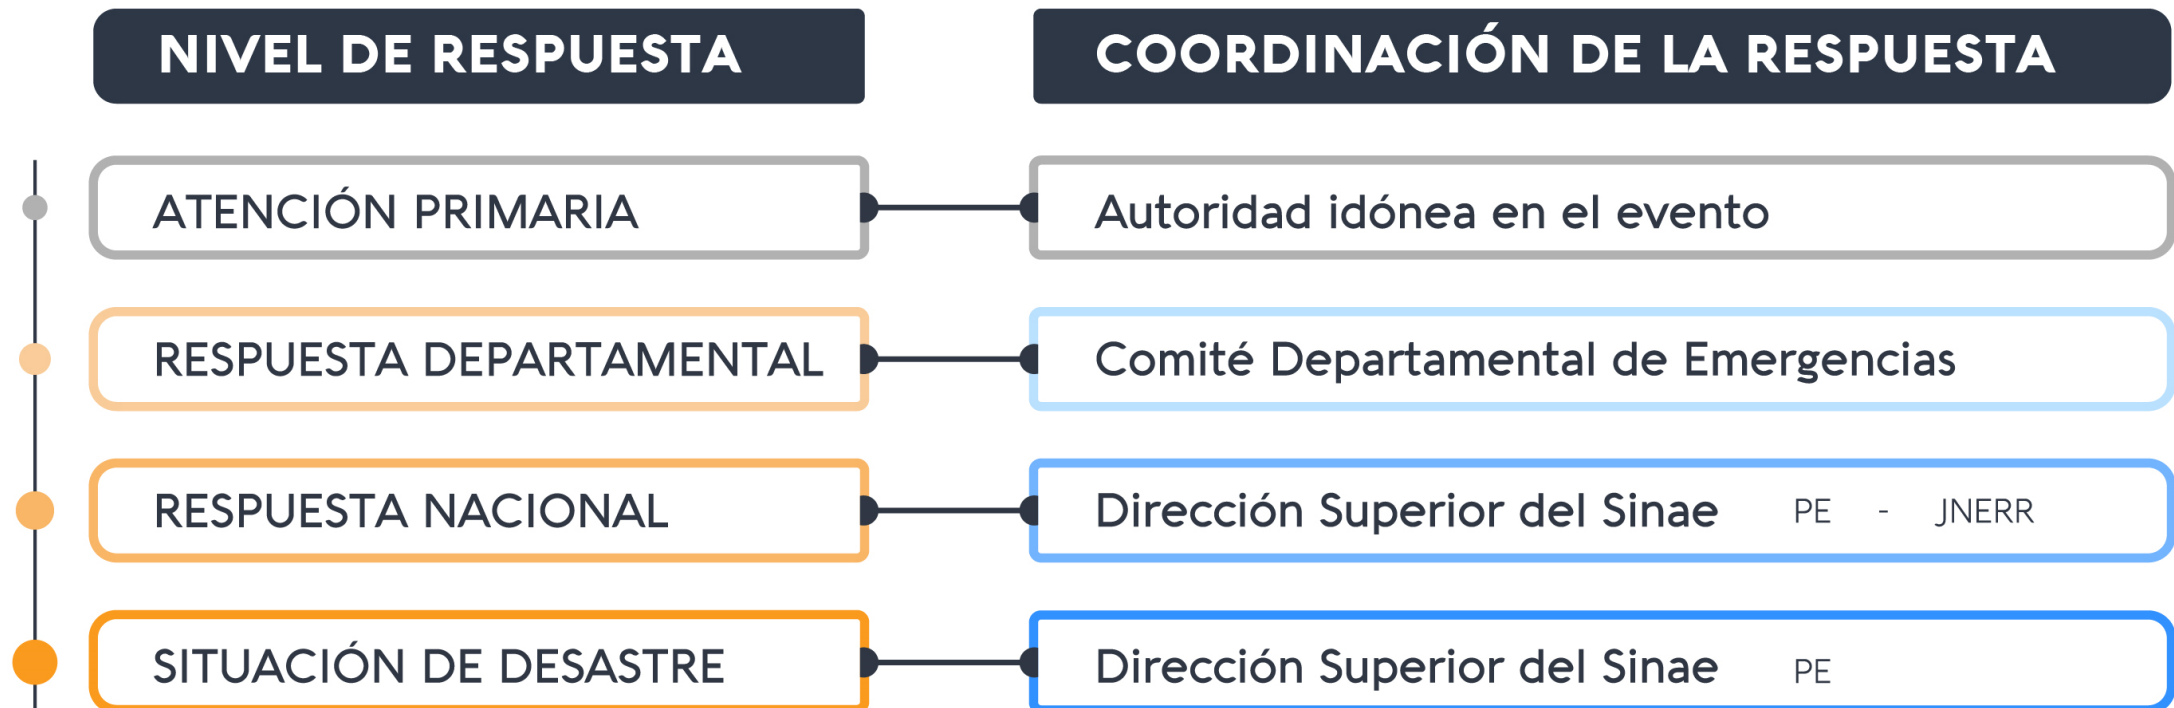 NIVEL DE RESPUESTA
COORDINACIÓN DE LA RESPUESTA
ATENCIÓN PRIMARIA
Autoridad idónea en el evento
RESPUESTA DEPARTAMENTAL
Comité Departamental de Emergencias
RESPUESTA NACIONAL
Dirección Superior del Sinae PE - JNERR
SITUACIÓN DE DESASTRE
Dirección Superior del Sinae PE